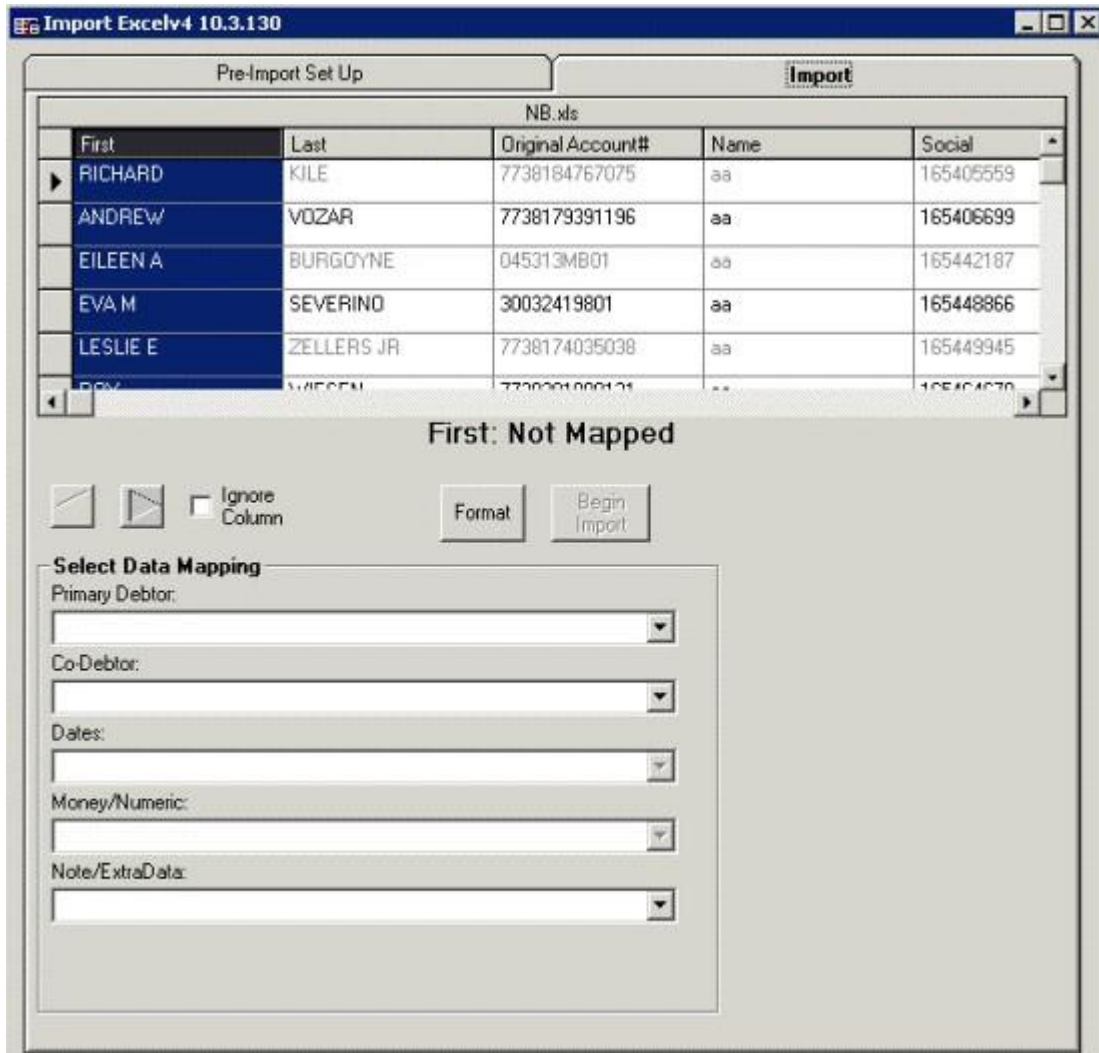 Import Excelv4 10.3.130
Pre-Import Set Up Import
NB.xls
First Last Original Account# Name Social
RICHARD KILE 7738184767075 aa 165405559
ANDREW VOZAR 7738179391196 aa 165406699
EILEEN A BURGOYNE 045313MB01 aa 165442187
EVA M SEVERINO 30032419801 aa 165448866
LESLIE E ZELLERS JR 7738174035038 aa 165449945
First: Not Mapped
Ignore
Column
Format
Begin
Import
Select Data Mapping
Primary Debtor:
Co-Debtor:
Dates:
Money/Numeric:
Note/ExtraData: